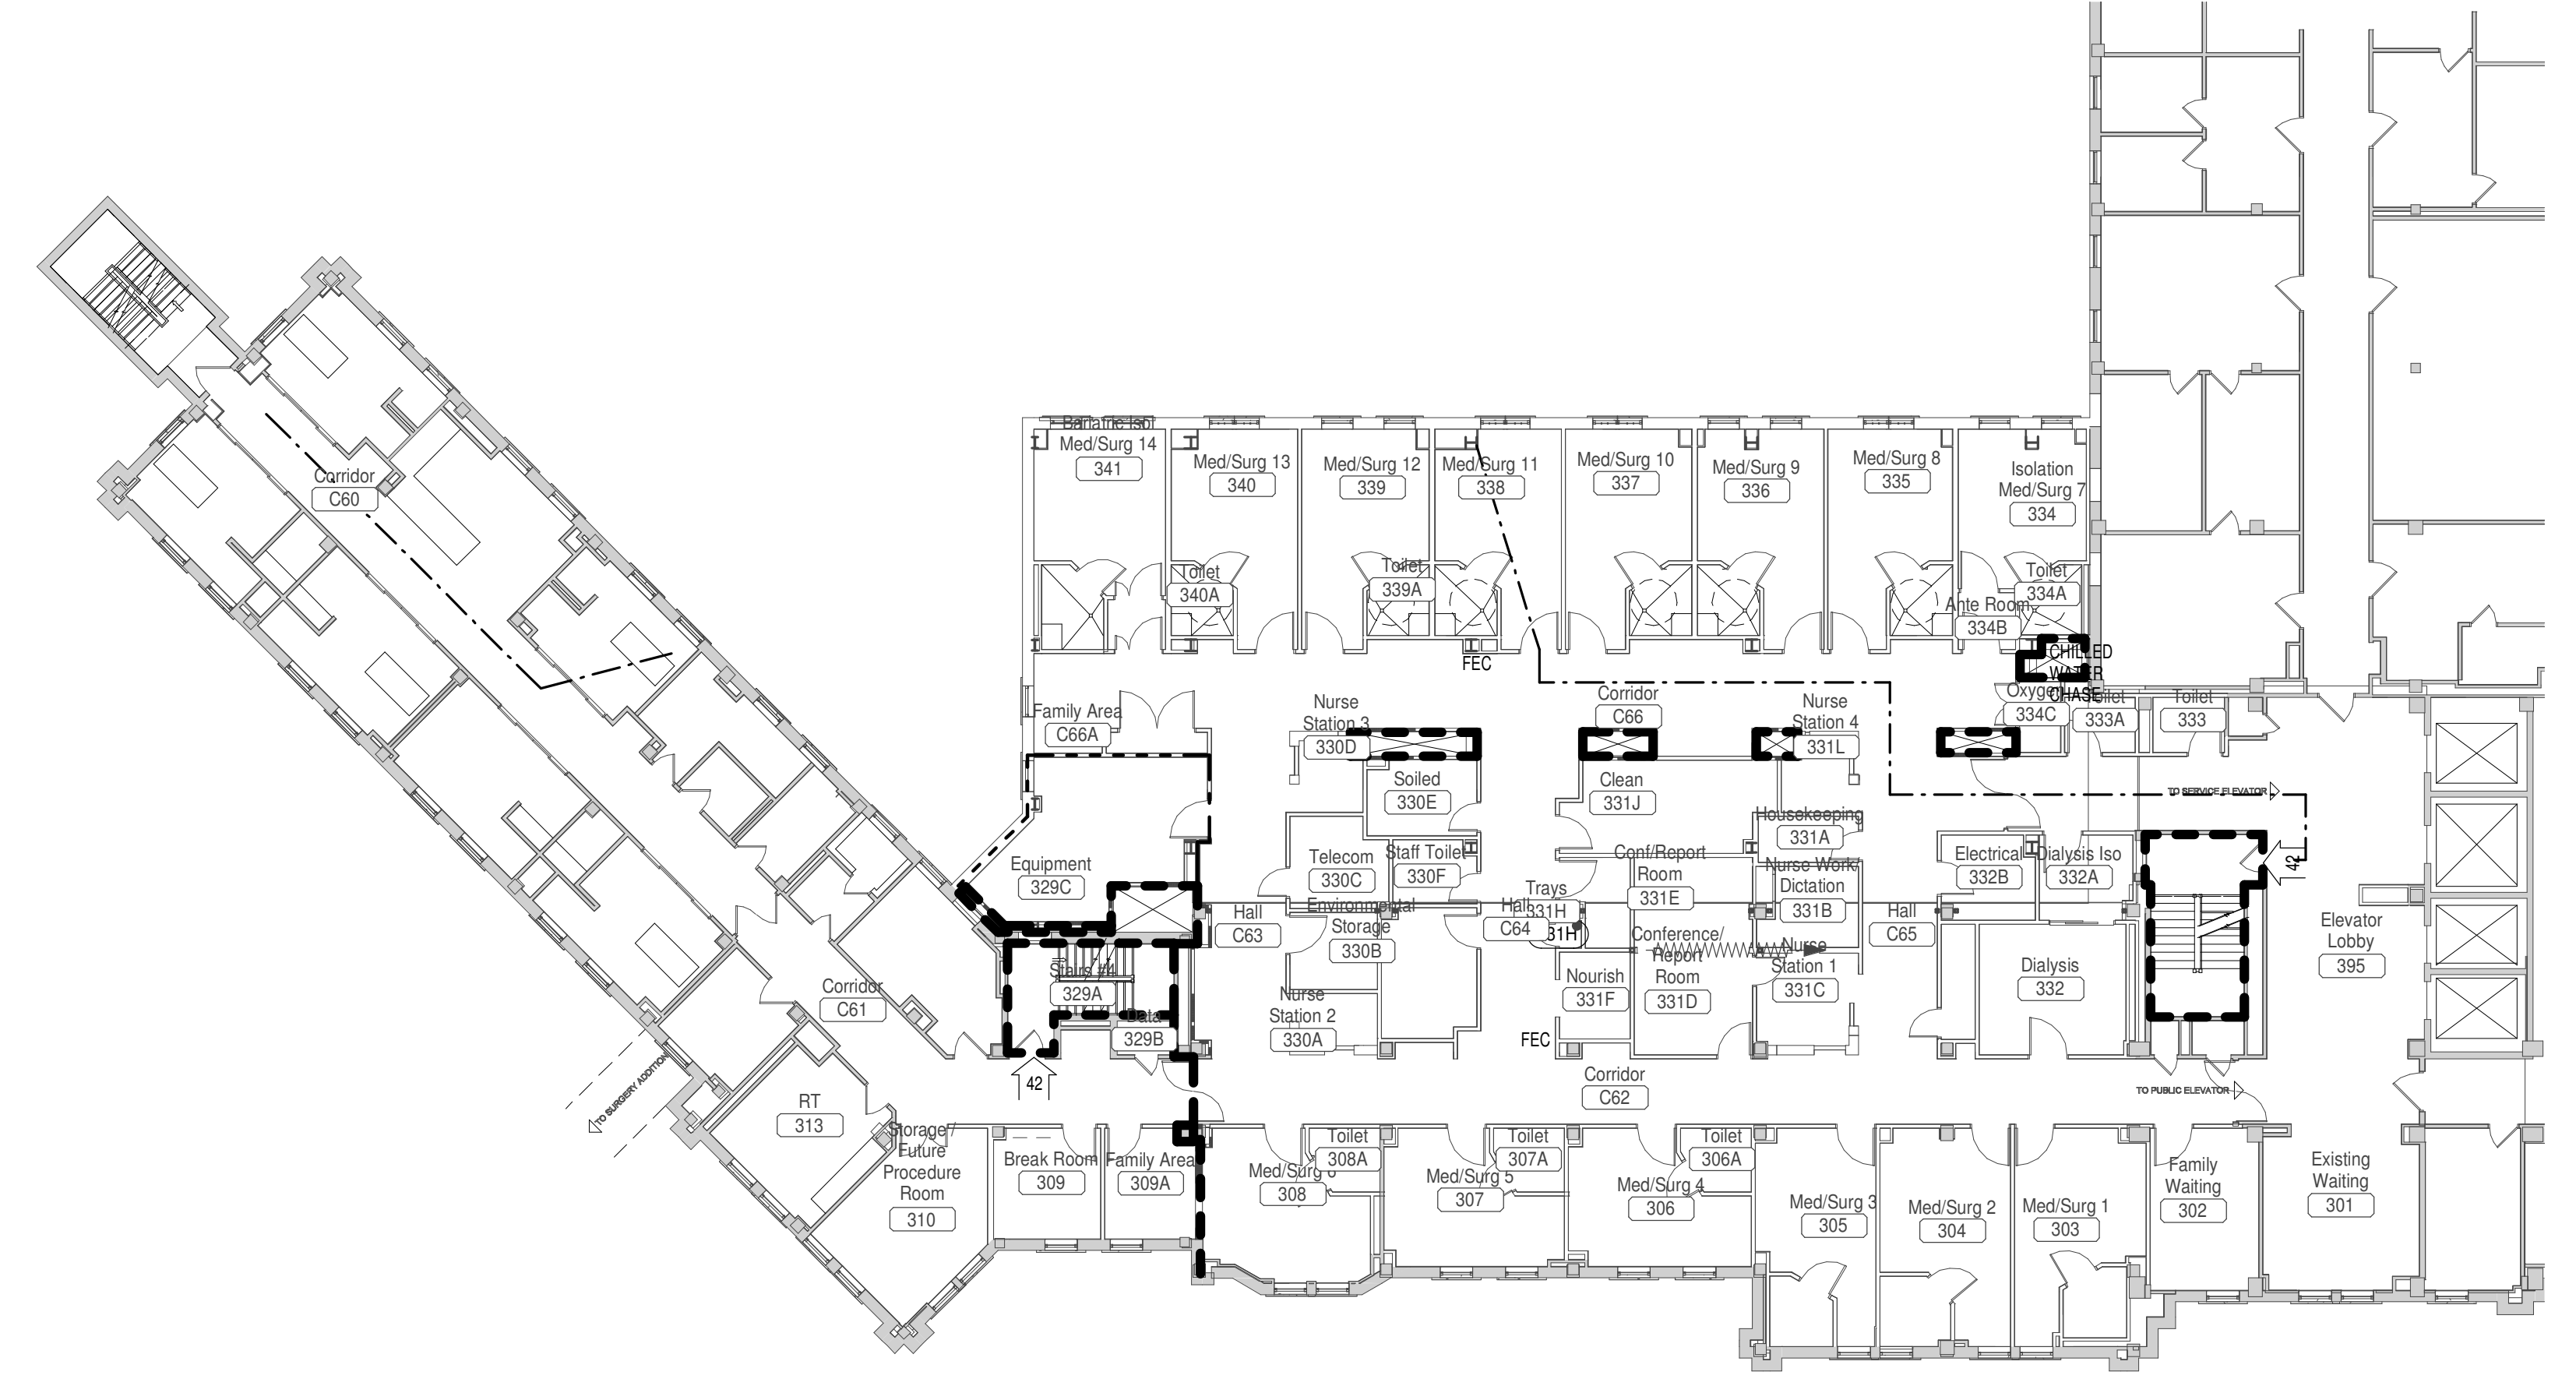 Corridor
C60
Bariatric Isol
Med/Surg 14
341
Med/Surg 13
340
Med/Surg 12
339
Med/Surg 11
338
Med/Surg 10
337
Med/Surg 9
336
Med/Surg 8
335
Isolation
Med/Surg 7
334
Toilet
340A
Toilet
339A
Toilet
334A
Ante Room
334B
FEC
CHILLED
WATER
CHASE
Oxygen
334C
Toilet
333A
Toilet
333
Family Area
C66A
Nurse
Station 3
330D
Corridor
C66
Nurse
Station 4
331L
Soiled
330E
Clean
331J
TO SERVICE ELEVATOR
Housekeeping
331A
Equipment
329C
Telecom
330C
Staff Toilet
330F
Conf/Report
Room
331E
Nurse Work/
Dictation
331B
Electrical
332B
Dialysis Iso
332A
42
Trays
331H
Hall
C63
Environmental
Storage
330B
Hall
C64
331H
Conference/
Report
Room
331D
Hall
C65
Elevator
Lobby
395
Stairs #4
329A
Nourish
331F
Nurse
Station 1
331C
Dialysis
332
Corridor
C61
Data
329B
Nurse
Station 2
330A
FEC
42
Corridor
C62
TO PUBLIC ELEVATOR
TO SURGERY ADDITION
RT
313
Storage /
Future
Procedure
Room
310
Break Room
309
Family Area
309A
Med/Surg 6
308
Toilet
308A
Med/Surg 5
307
Toilet
307A
Med/Surg 4
306
Toilet
306A
Med/Surg 3
305
Med/Surg 2
304
Med/Surg 1
303
Family
Waiting
302
Existing
Waiting
301